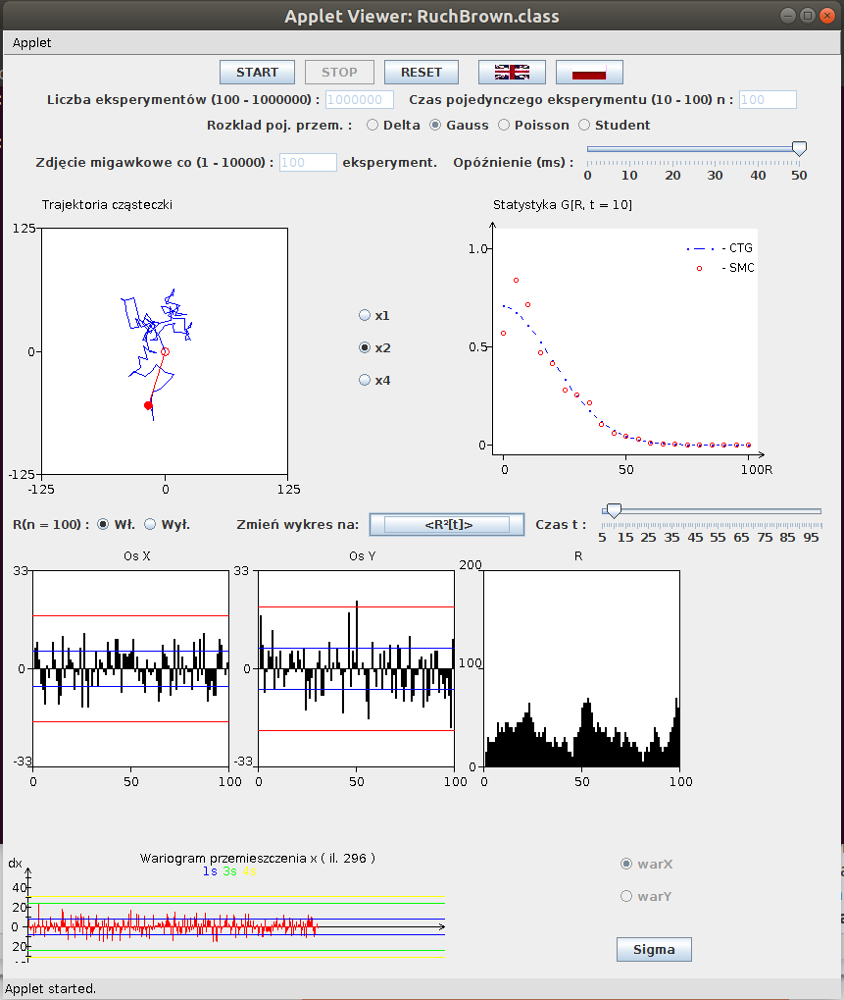 Applet Viewer: RuchBrown.class
Applet
START STOP RESET
Liczba eksperymentów (100 - 1000000) : 1000000 Czas pojedynczego eksperymentu (10 - 100) n : 100
Rozklad poj. przem. : Delta Gauss Poisson Student
Zdjęcie migawkowe co (1 - 10000) : 100 eksperyment. Opóźnienie (ms) :
0 10 20 30 40 50
Trajektoria cząsteczki
125
0
-125
-125 0 125
x1
x2
x4
Statystyka G[R, t = 10]
1.0
0.5
0
- CTG
- SMC
0 50 100R
R(n = 100) : Wł. Wył. Zmień wykres na: <R²[t]> Czas t :
5 15 25 35 45 55 65 75 85 95
Os X
33
0
-33
0 50 100
Os Y
33
0
-33
0 50 100
R
200
100
0
0 50 100
Wariogram przemieszczenia x ( il. 296 )
1s 3s 4s
dx
40
20
0
20
warX
warY
Sigma
Applet started.